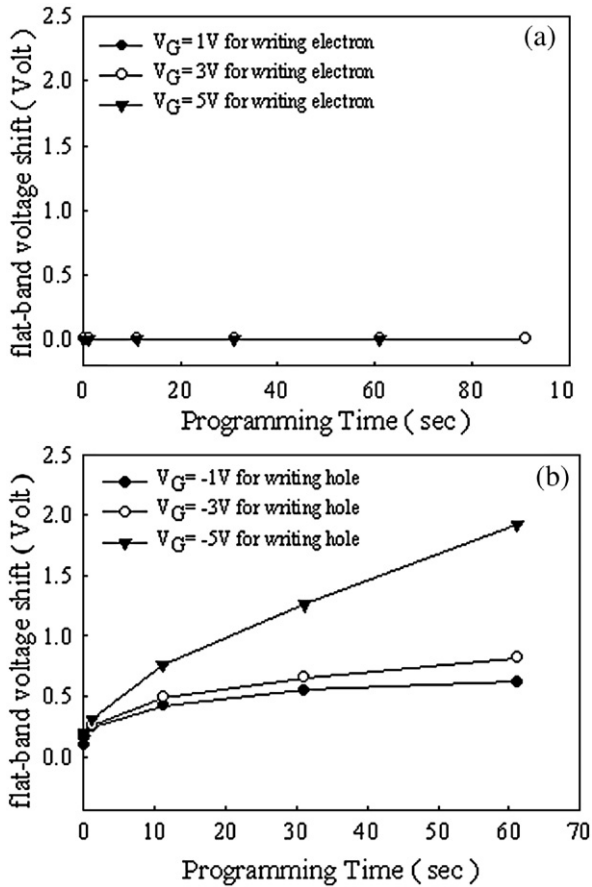 (a)
V_G= 1V for writing electron
V_G= 3V for writing electron
V_G= 5V for writing electron
flat-band voltage shift ( Volt )
2.5
2.0
1.5
1.0
0.5
0.0
0 20 40 60 80 10
Programming Time ( sec )
(b)
V_G= -1V for writing hole
V_G= -3V for writing hole
V_G= -5V for writing hole
flat-band voltage shift ( Volt )
2.5
2.0
1.5
1.0
0.5
0.0
0 10 20 30 40 50 60 70
Programming Time ( sec )